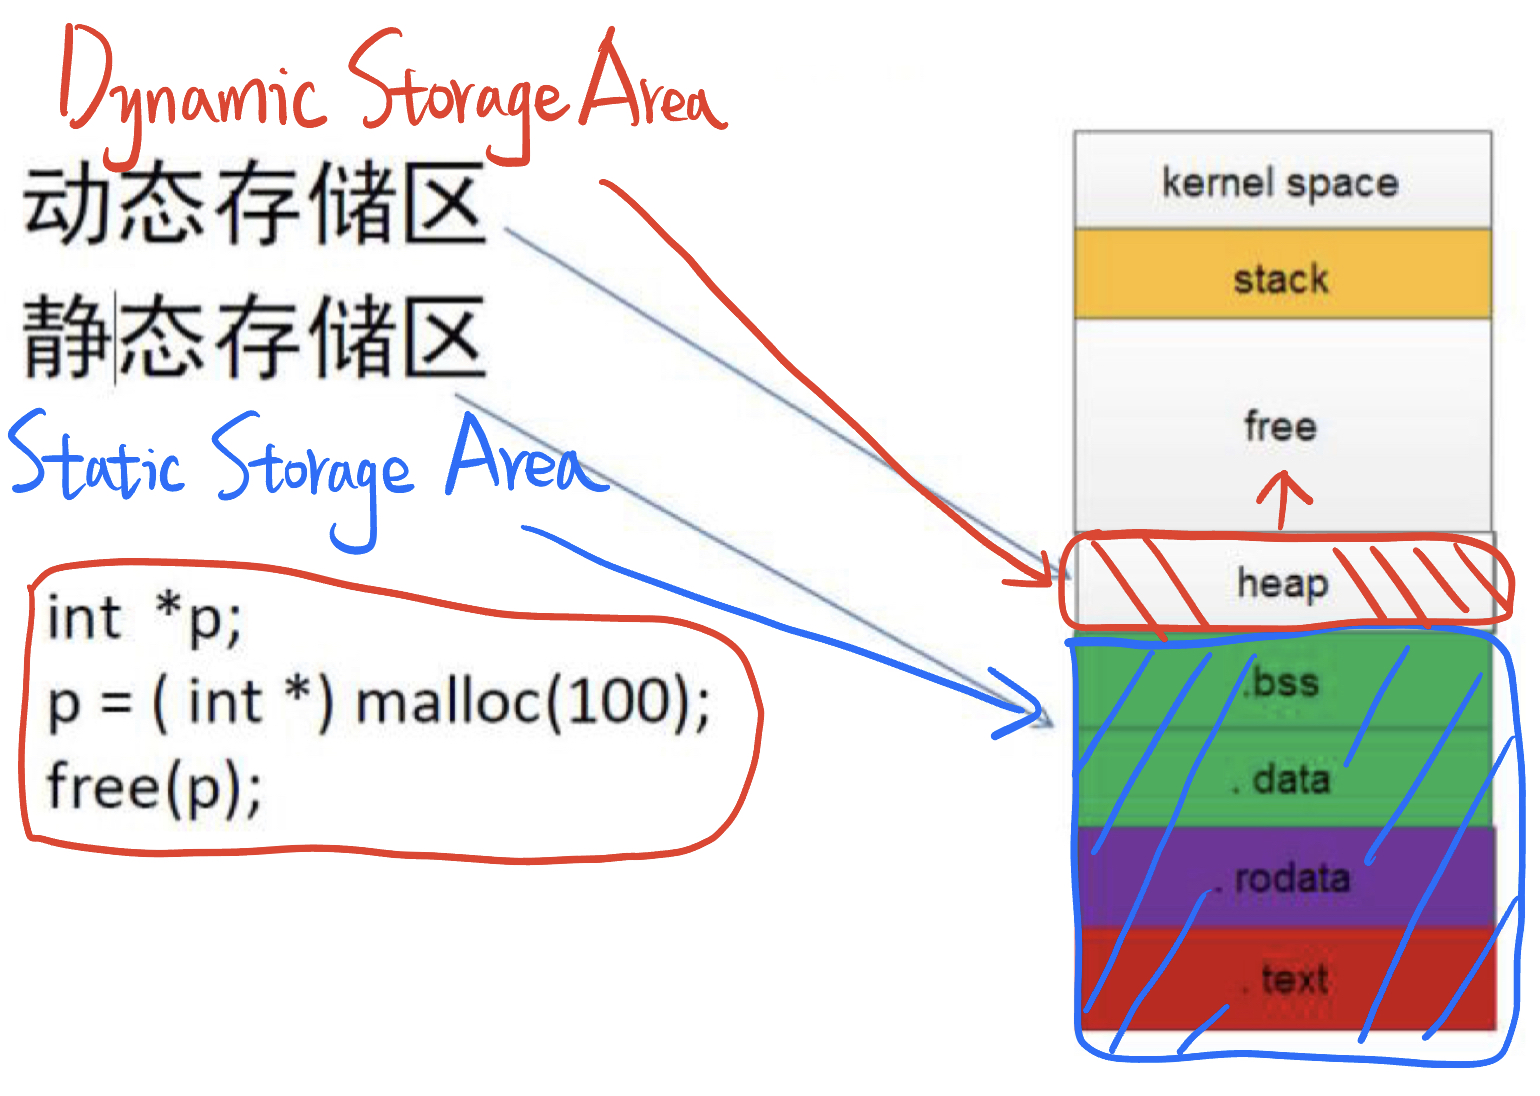 Dynamic Storage Area
动态存储区
静态存储区
Static Storage Area
int *p;
p = ( int *) malloc(100);
free(p);
kernel space
stack
free
heap
.bss
. data
. rodata
. text